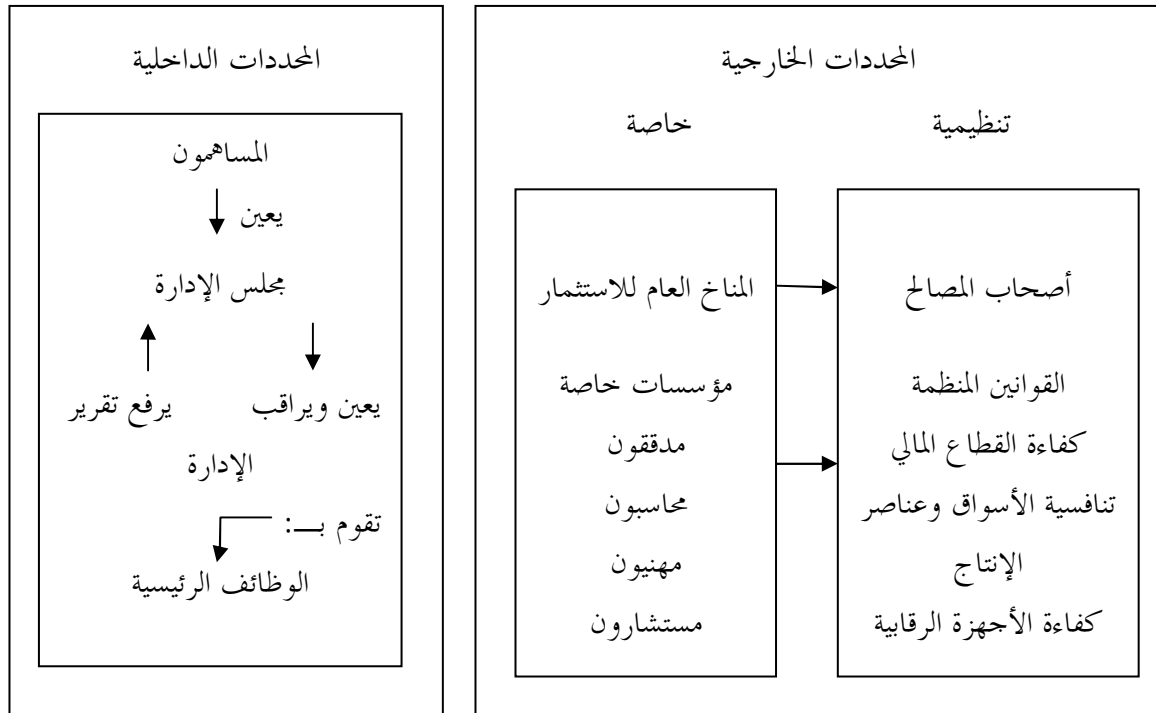 المحددات الخارجية
تنظيمية
أصحاب المصالح
القوانين المنظمة
كفاءة القطاع المالي
تنافسية الأسواق وعناصر
الإنتاج
كفاءة الأجهزة الرقابية
خاصة
المناخ العام للاستثمار
مؤسسات خاصة
مدققون
محاسبون
مهنيون
مستشارون
المحددات الداخلية
المساهمون
يعين
مجلس الإدارة
يعين ويراقب
يرفع تقرير
الإدارة
تقوم بـــ:
الوظائف الرئيسية